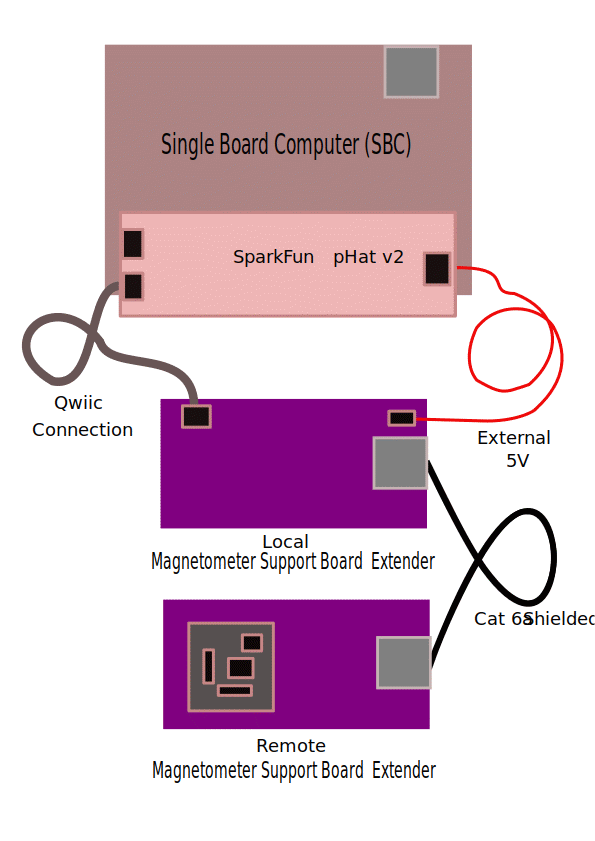 Single Board Computer (SBC)
SparkFun pHat v2
Qwiic
Connection
External
5V
Local
Magnetometer Support Board Extender
Cat 6a Shielded
Remote
Magnetometer Support Board Extender